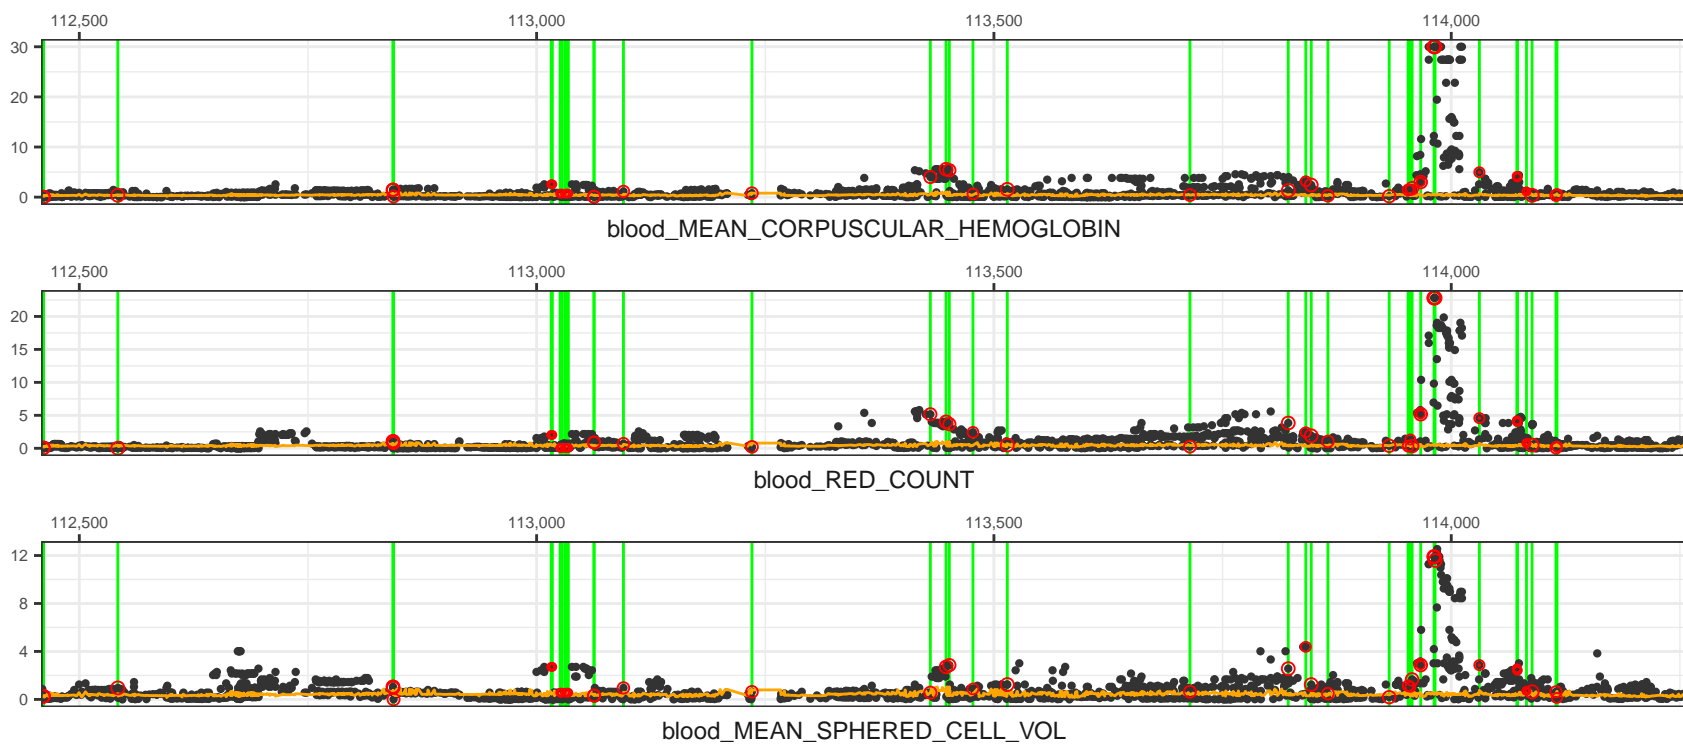 112,500 113,000 113,500 114,000
30
20
10
0
blood_MEAN_CORPUSCULAR_HEMOGLOBIN
112,500 113,000 113,500 114,000
20
15
10
5
0
blood_RED_COUNT
112,500 113,000 113,500 114,000
12
8
4
0
blood_MEAN_SPHERED_CELL_VOL